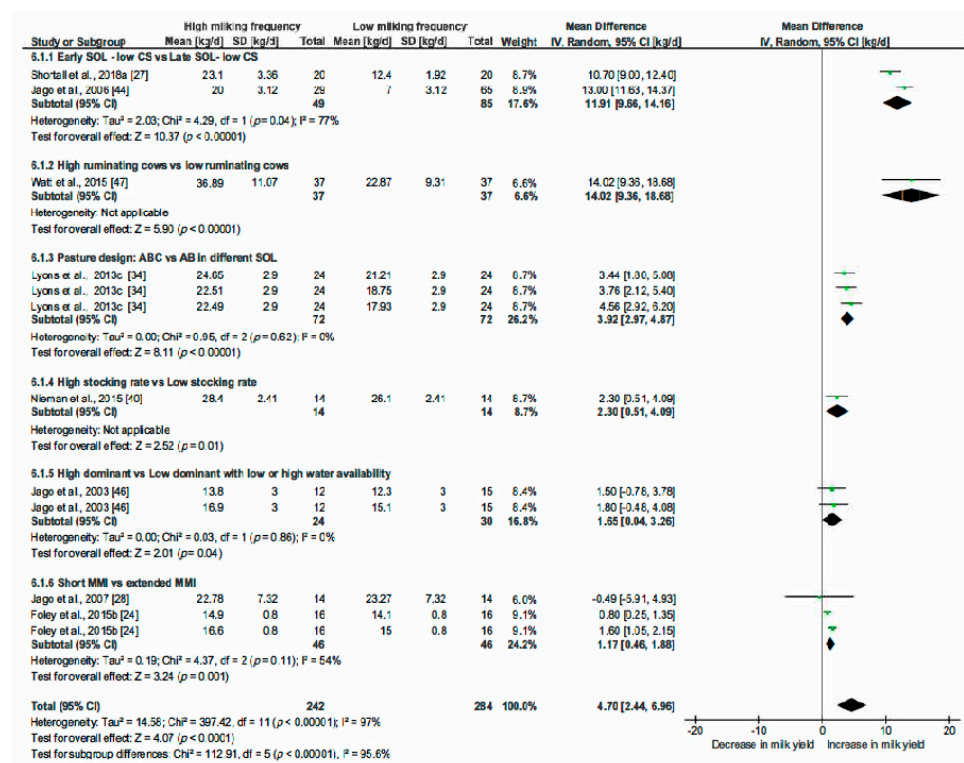 High milking frequency Low milking frequency Mean Difference Mean Difference
Study or Subgroup Mean [kg/d] SD [kg/d] Total Mean [kg/d] SD [kg/d] Total Weight IV, Random, 95% CI [kg/d] IV, Random, 95% CI [kg/d]
6.1.1 Early SOL - low CS vs Late SOL- low CS
Shortall et al., 2018a [27] 23.1 3.36 20 12.4 1.92 20 8.7% 10.70 [9.00, 12.40]
Jago et al., 2006 [44] 20 3.12 29 7 3.12 65 8.9% 13.00 [11.63, 14.37]
Subtotal (95% CI) 49 85 17.6% 11.91 [9.66, 14.16]
Heterogeneity: Tau² = 2.03; Chi² = 4.29, df = 1 (p = 0.04); I² = 77%
Test for overall effect: Z = 10.37 (p < 0.00001)
6.1.2 High ruminating cows vs low ruminating cows
Watt et al., 2015 [47] 36.89 11.07 37 22.87 9.31 37 6.6% 14.02 [9.36, 18.68]
Subtotal (95% CI) 37 37 6.6% 14.02 [9.36, 18.68]
Heterogeneity: Not applicable
Test for overall effect: Z = 5.90 (p < 0.00001)
6.1.3 Pasture design: ABC vs AB in different SOL
Lyons et al., 2013c [34] 24.65 2.9 24 21.21 2.9 24 8.7% 3.44 [1.80, 5.08]
Lyons et al., 2013c [34] 22.51 2.9 24 18.75 2.9 24 8.7% 3.76 [2.12, 5.40]
Lyons et al., 2013c [34] 22.49 2.9 24 17.93 2.9 24 8.7% 4.56 [2.92, 6.20]
Subtotal (95% CI) 72 72 26.2% 3.92 [2.97, 4.87]
Heterogeneity: Tau² = 0.00; Chi² = 0.95, df = 2 (p = 0.62); I² = 0%
Test for overall effect: Z = 8.11 (p < 0.00001)
6.1.4 High stocking rate vs Low stocking rate
Nieman et al., 2015 [40] 28.4 2.41 14 26.1 2.41 14 8.7% 2.30 [0.51, 4.09]
Subtotal (95% CI) 14 14 8.7% 2.30 [0.51, 4.09]
Heterogeneity: Not applicable
Test for overall effect: Z = 2.52 (p = 0.01)
6.1.5 High dominant vs Low dominant with low or high water availability
Jago et al., 2003 [46] 13.8 3 12 12.3 3 15 8.4% 1.50 [-0.78, 3.78]
Jago et al., 2003 [46] 16.9 3 12 15.1 3 15 8.4% 1.80 [-0.48, 4.08]
Subtotal (95% CI) 24 30 16.8% 1.65 [0.04, 3.26]
Heterogeneity: Tau² = 0.00; Chi² = 0.03, df = 1 (p = 0.86); I² = 0%
Test for overall effect: Z = 2.01 (p= 0.04)
6.1.6 Short MMI vs extended MMI
Jago et al., 2007 [28] 22.78 7.32 14 23.27 7.32 14 6.0% -0.49 [-5.91, 4.93]
Foley et al., 2015b [24] 14.9 0.8 16 14.1 0.8 16 9.1% 0.80 [0.25, 1.35]
Foley et al., 2015b [24] 16.6 0.8 16 15 0.8 16 9.1% 1.60 [1.05, 2.15]
Subtotal (95% CI) 46 46 24.2% 1.17 [0.46, 1.88]
Heterogeneity: Tau² = 0.19; Chi² = 4.37, df = 2 (p = 0.11); I² = 54%
Test for overall effect: Z = 3.24 (p = 0.001)
Total (95% CI) 242 284 100.0% 4.70 [2.44, 6.96]
Heterogeneity: Tau² = 14.58; Chi² = 397.42, df = 11 (p < 0.00001); I² = 97%
Test for overall effect: Z = 4.07 (p < 0.0001)
Test for subgroup differences: Chi² = 112.91, df = 5 (p < 0.00001), I² = 95.6%
-20 -10 0 10 20
Decrease in milk yield Increase in milk yield